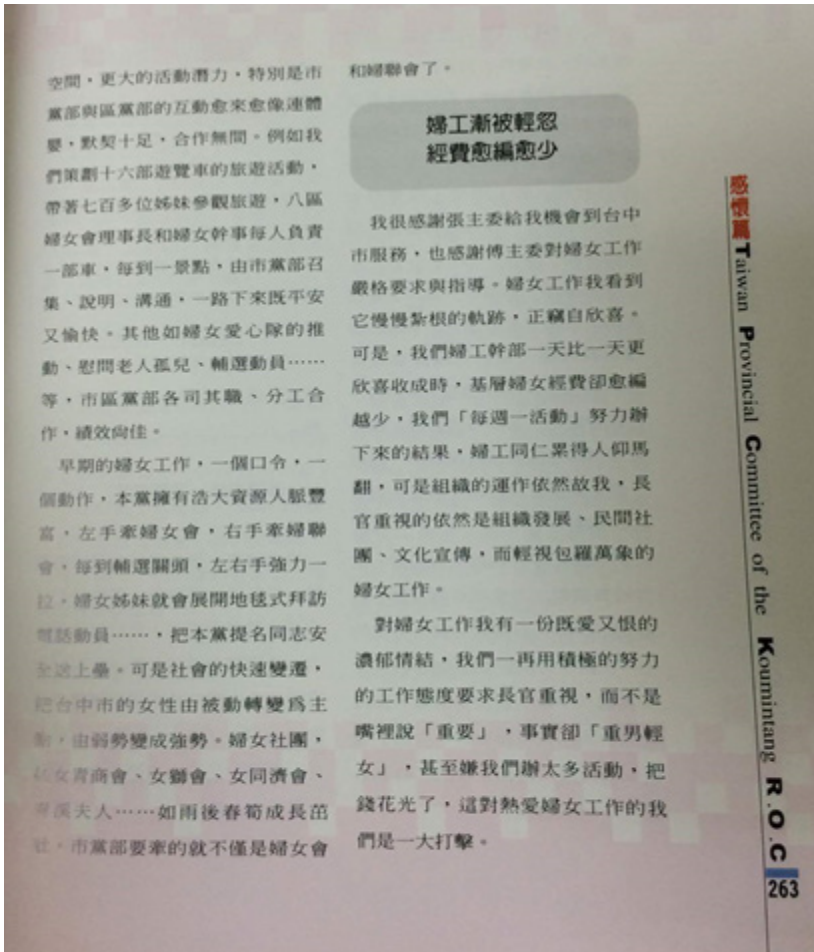 空間，更大的活動潛力，特別是市
黨部與區黨部的互動愈來愈像連體
嬰，默契十足，合作無間。例如我
們策劃十六部遊覽車的旅遊活動，
帶著七百多位姊妹參觀旅遊，八區
婦女會理事長和婦女幹事每人負責
一部車，每到一景點，由市黨部召
集、說明、溝通，一路下來既平安
又愉快。其他如婦女愛心隊的推
動、慰問老人孤兒、輔選動員……
等，市區黨部各司其職、分工合
作，績效尙佳。
早期的婦女工作，一個口令，一
個動作，本黨擁有浩大資源人脈豐
富，左手牽婦女會，右手牽婦聯
會，每到輔選關頭，左右手強力一
拉，婦女姊妹就會展開地毯式拜訪
電話動員……，把本黨提名同志安
全送上壘。可是社會的快速變遷，
把台中市的女性由被動轉變爲主
動，由弱勢變成強勢。婦女社團，
女青商會、女獅會、女同濟會、
夫人……如雨後春筍成長茁
壯，市黨部要牽的就不僅是婦女會
和婦聯會了。
婦工漸被輕忽
經費愈編愈少
我很感謝張主委給我機會到台中
市服務，也感謝傅主委對婦女工作
嚴格要求與指導。婦女工作我看到
它慢慢紮根的軌跡，正竊自欣喜。
可是，我們婦工幹部一天比一天更
欣喜收成時，基層婦女經費卻愈編
越少，我們「每週一活動」努力辦
下來的結果，婦工同仁累得人仰馬
翻，可是組織的運作依然故我，長
官重視的依然是組織發展、民間社
團、文化宣傳，而輕視包羅萬象的
婦女工作。
對婦女工作我有一份既愛又恨的
濃郁情結，我們一再用積極的努力
的工作態度要求長官重視，而不是
嘴裡說「重要」，事實卻「重男輕
女」，甚至嫌我們辦太多活動，把
錢花光了，這對熱愛婦女工作的我
們是一大打擊。
感懷篇 Taiwan Provincial Committee of the Koumintang R.O.C
263